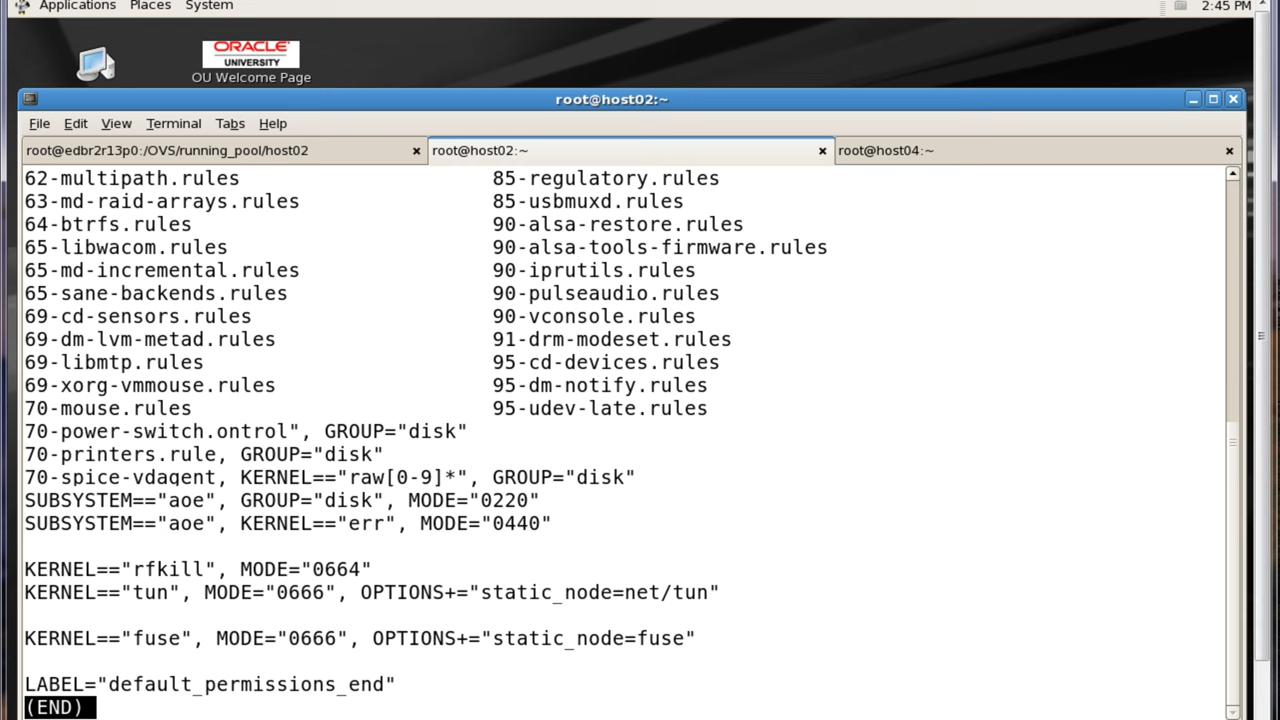 Applications Places System 2:45 PM
ORACLE
UNIVERSITY
OU Welcome Page
root@host02:~
File Edit View Terminal Tabs Help
root@edbr2r13p0:/OVS/running_pool/host02 root@host02:~ root@host04:~
62-multipath.rules 85-regulatory.rules
63-md-raid-arrays.rules 85-usbmuxd.rules
64-btrfs.rules 90-alsa-restore.rules
65-libwacom.rules 90-alsa-tools-firmware.rules
65-md-incremental.rules 90-iprutils.rules
65-sane-backends.rules 90-pulseaudio.rules
69-cd-sensors.rules 90-vconsole.rules
69-dm-lvm-metad.rules 91-drm-modeset.rules
69-libmtp.rules 95-cd-devices.rules
69-xorg-vmmouse.rules 95-dm-notify.rules
70-mouse.rules 95-udev-late.rules
70-power-switch.ontrol", GROUP="disk"
70-printers.rule, GROUP="disk"
70-spice-vdagent, KERNEL=="raw[0-9]*", GROUP="disk"
SUBSYSTEM=="aoe", GROUP="disk", MODE="0220"
SUBSYSTEM=="aoe", KERNEL=="err", MODE="0440"
KERNEL=="rfkill", MODE="0664"
KERNEL=="tun", MODE="0666", OPTIONS+="static_node=net/tun"
KERNEL=="fuse", MODE="0666", OPTIONS+="static_node=fuse"
LABEL="default_permissions_end"
(END)